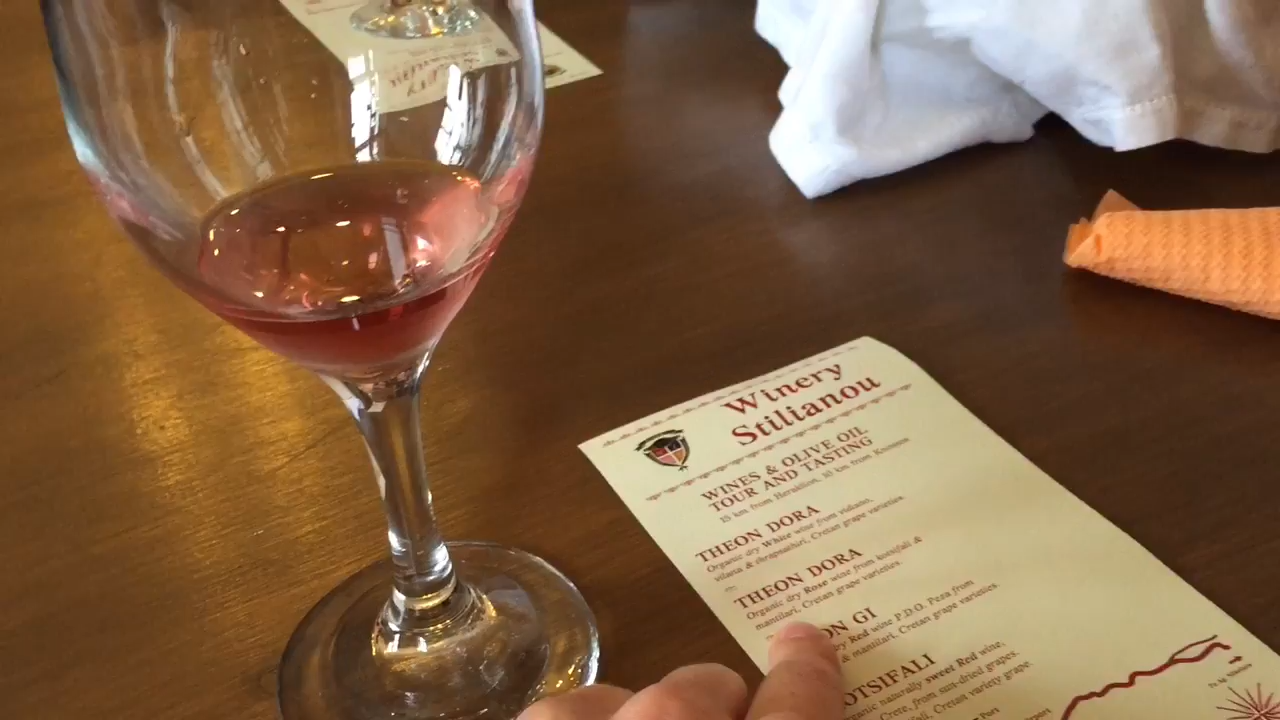 Winery
Stilianou
WINES & OLIVE OIL
TOUR AND TASTING
15 km from Heraklion, 10 km from Knossos
THEON DORA
Organic dry White wine from vidiano,
vilana & thrapsathiri, Cretan grape varieties.
THEON DORA
Organic dry Rose wine from kotsifali &
mantilari, Cretan grape varieties.
ON GI
dry Red wine P.D.O. Peza from
& mantilari, Cretan grape varieties.
OTSIFALI
organic naturally sweet Red wine,
Crete, from sun-dried grapes.
Cretan variety grape.
Port